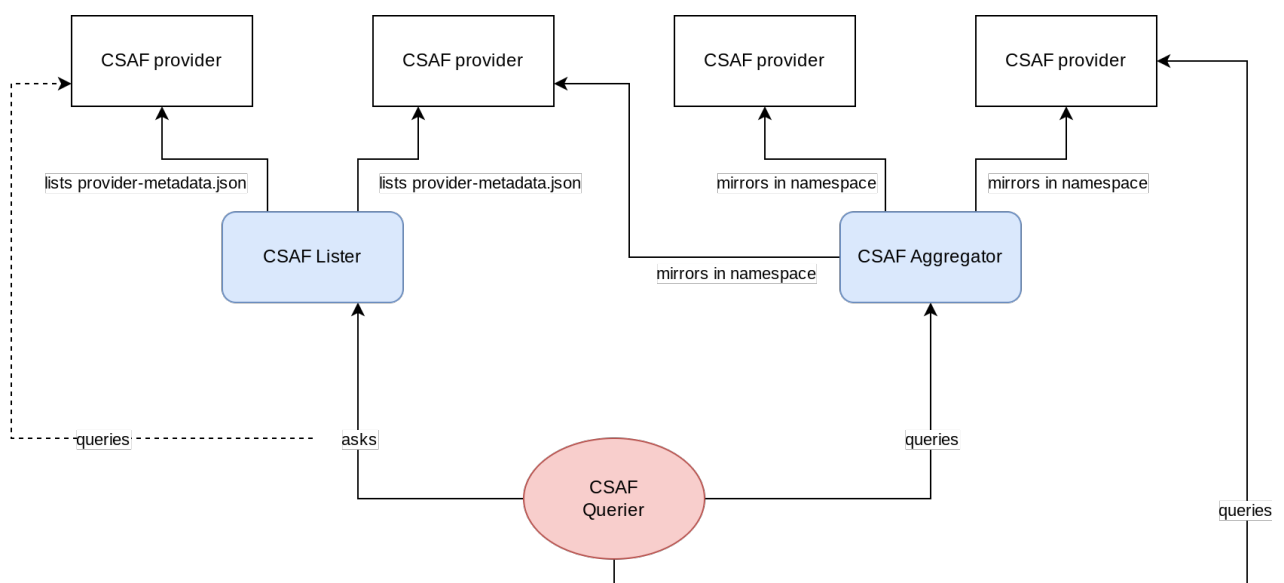 CSAF provider
CSAF provider
CSAF provider
CSAF provider
lists provider-metadata.json
lists provider-metadata.json
mirrors in namespace
mirrors in namespace
CSAF Lister
CSAF Aggregator
mirrors in namespace
queries
asks
queries
CSAF
Querier
queries